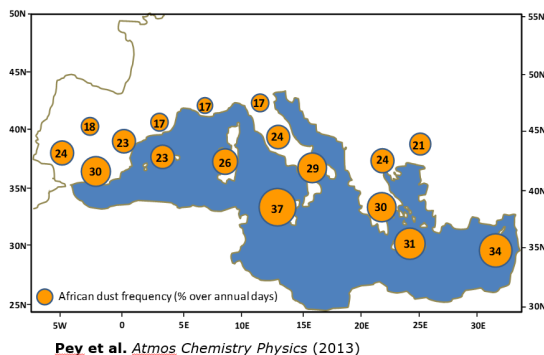 50N 55N
45N 50N
18 17 17 17
40N 45N
24 23 24 24 21
30 23 26 29
35N 40N
37 30
30N 31 34 35N
25N African dust frequency (% over annual days) 30N
5W 0 5E 10E 15E 20E 25E 30E
Pey et al. Atmos Chemistry Physics (2013)